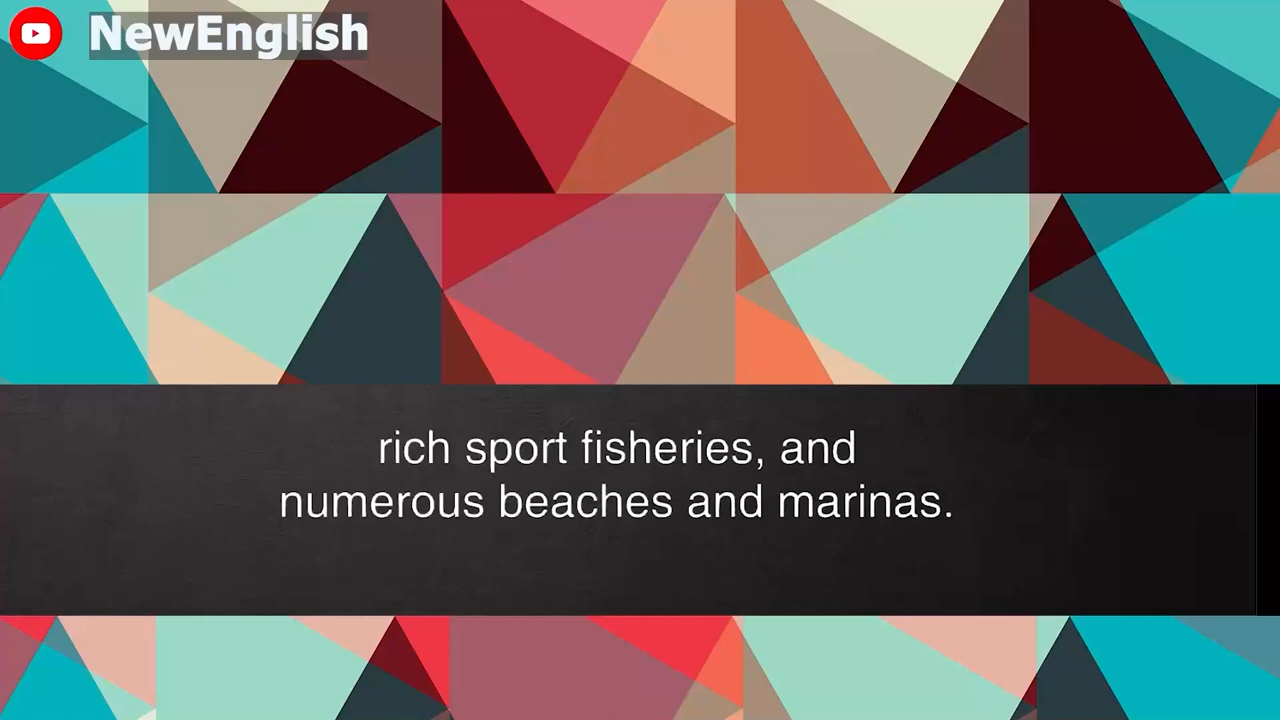 NewEnglish
rich sport fisheries, and
numerous beaches and marinas.